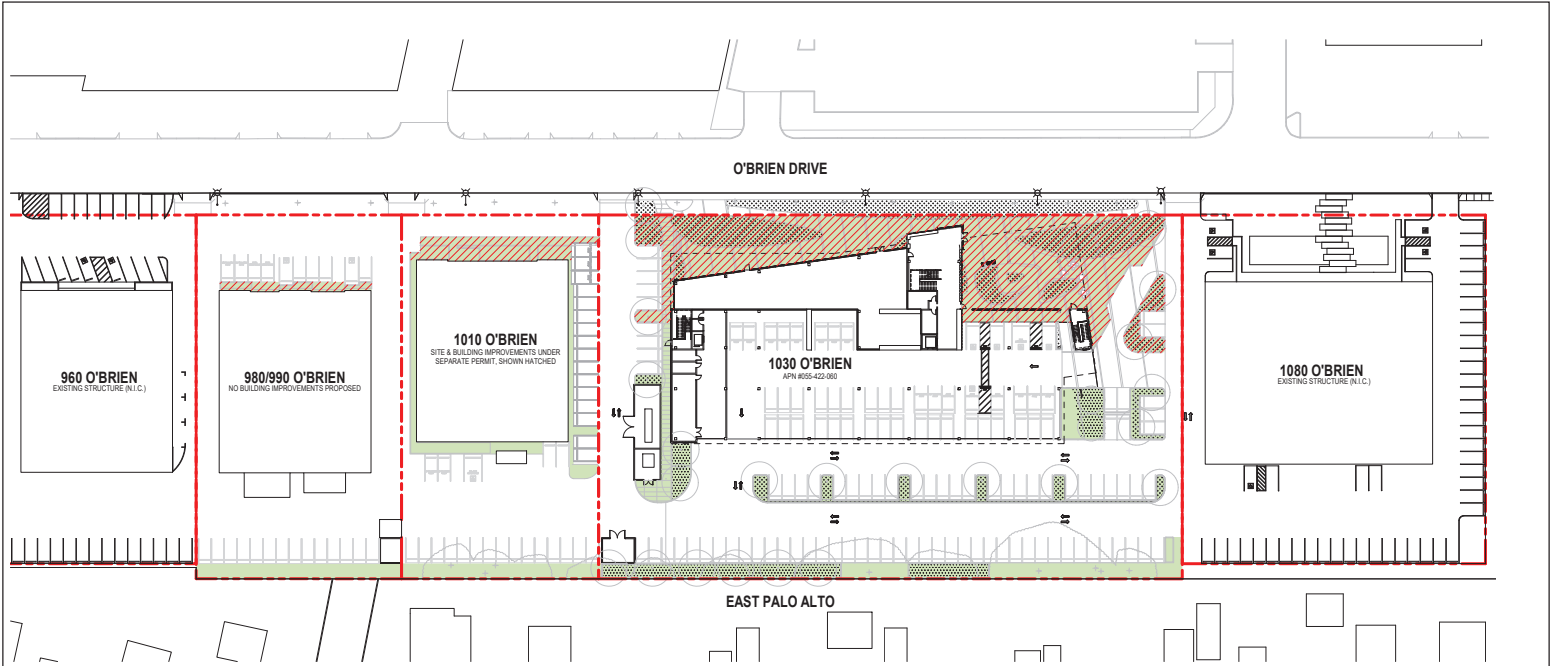 O'BRIEN DRIVE
960 O'BRIEN
EXISTING STRUCTURE (N.I.C.)
980/990 O'BRIEN
NO BUILDING IMPROVEMENTS PROPOSED
1010 O'BRIEN
SITE & BUILDING IMPROVEMENTS UNDER
SEPARATE PERMIT, SHOWN HATCHED
1030 O'BRIEN
APN #055-422-060
1080 O'BRIEN
EXISTING STRUCTURE (N.I.C.)
EAST PALO ALTO